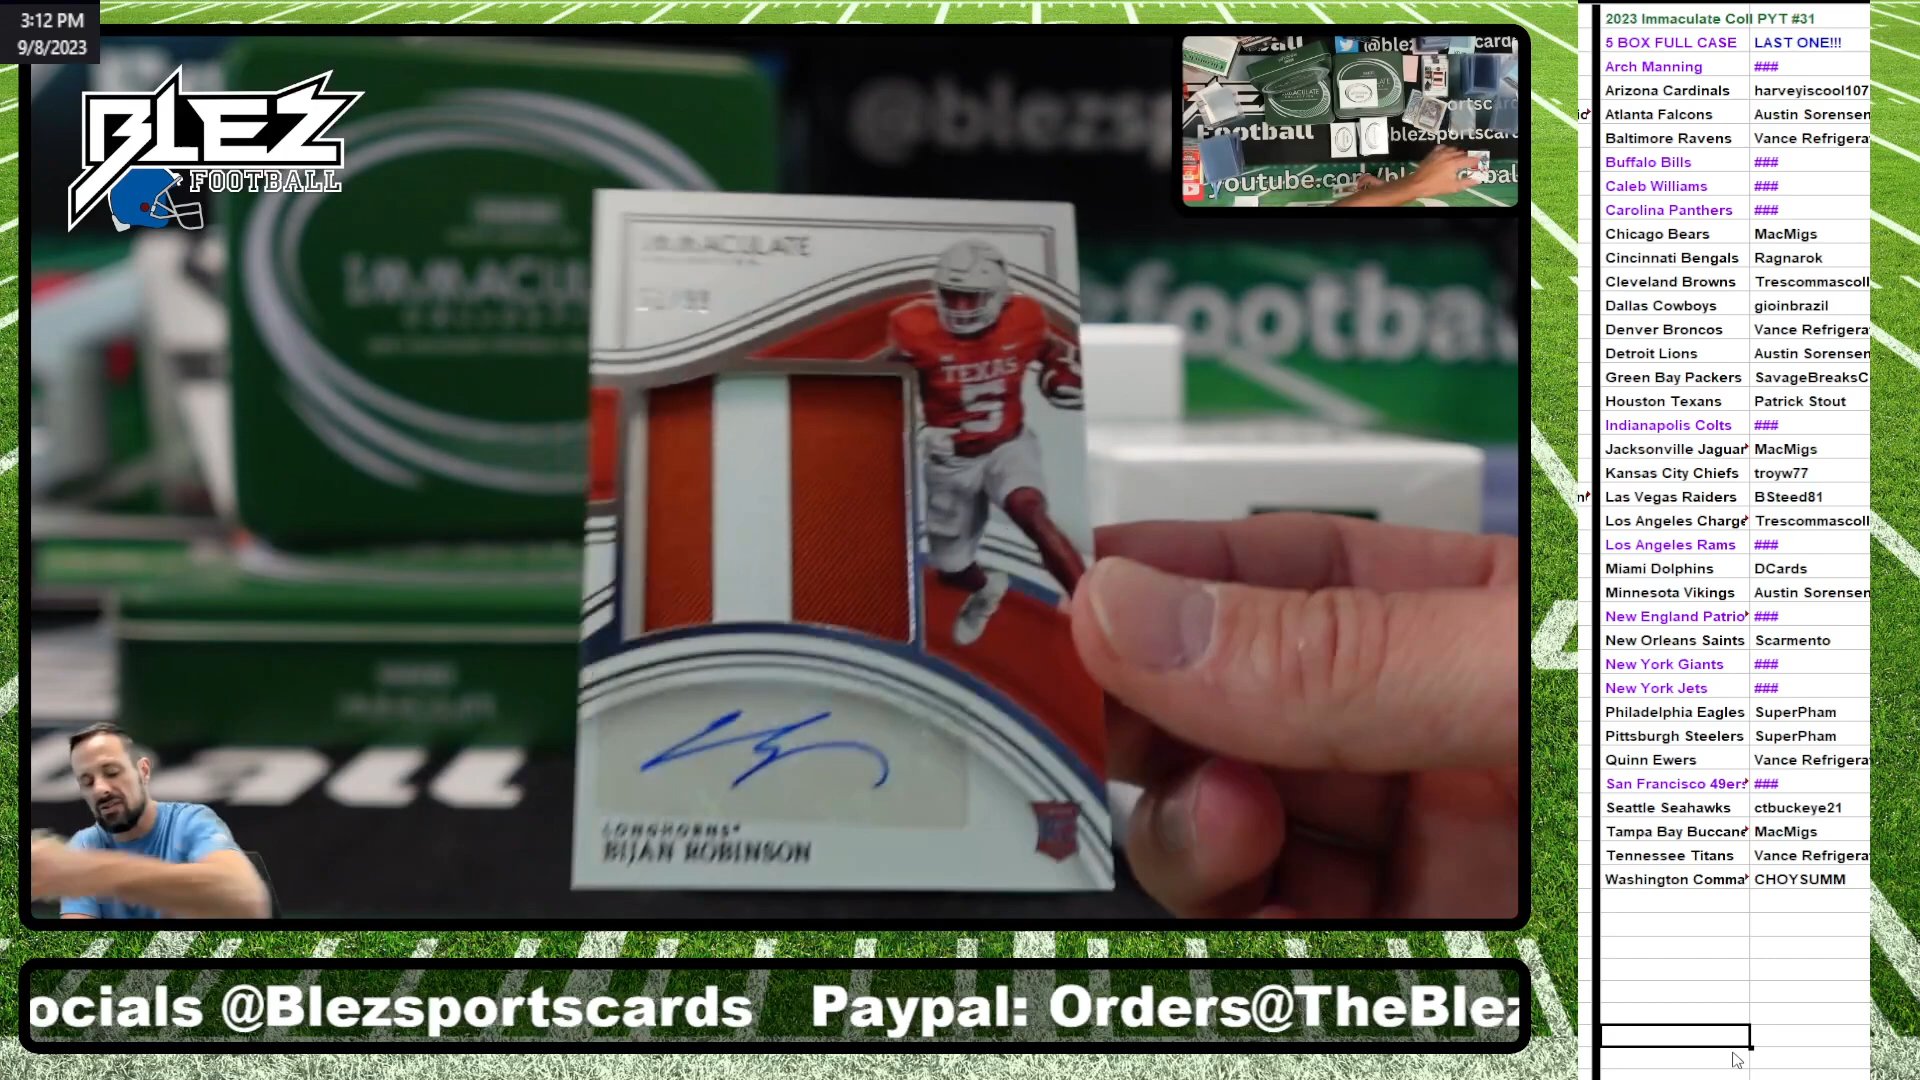 3:12 PM
9/8/2023
BLEZ
FOOTBALL
IMMACULATE
TEXAS
5
LONGHORNS
BIJAN ROBINSON
@blezsportsc
Football
youtube.com/bl
@footbal
ocials @Blezsportscards Paypal: Orders@TheBlez
2023 Immaculate Coll PYT #31
5 BOX FULL CASE LAST ONE!!!
Arch Manning ###
Arizona Cardinals harveyiscool107
Atlanta Falcons Austin Sorensen
Baltimore Ravens Vance Refrigera
Buffalo Bills ###
Caleb Williams ###
Carolina Panthers ###
Chicago Bears MacMigs
Cincinnati Bengals Ragnarok
Cleveland Browns Trescommascoll
Dallas Cowboys gioinbrazil
Denver Broncos Vance Refrigera
Detroit Lions Austin Sorensen
Green Bay Packers SavageBreaksC
Houston Texans Patrick Stout
Indianapolis Colts ###
Jacksonville Jaguar MacMigs
Kansas City Chiefs troyw77
Las Vegas Raiders BSteed81
Los Angeles Charge Trescommascoll
Los Angeles Rams ###
Miami Dolphins DCards
Minnesota Vikings Austin Sorensen
New England Patrio ###
New Orleans Saints Scarmento
New York Giants ###
New York Jets ###
Philadelphia Eagles SuperPham
Pittsburgh Steelers SuperPham
Quinn Ewers Vance Refrigera
San Francisco 49ers ###
Seattle Seahawks ctbuckeye21
Tampa Bay Buccane MacMigs
Tennessee Titans Vance Refrigera
Washington Comma CHOYSUMM